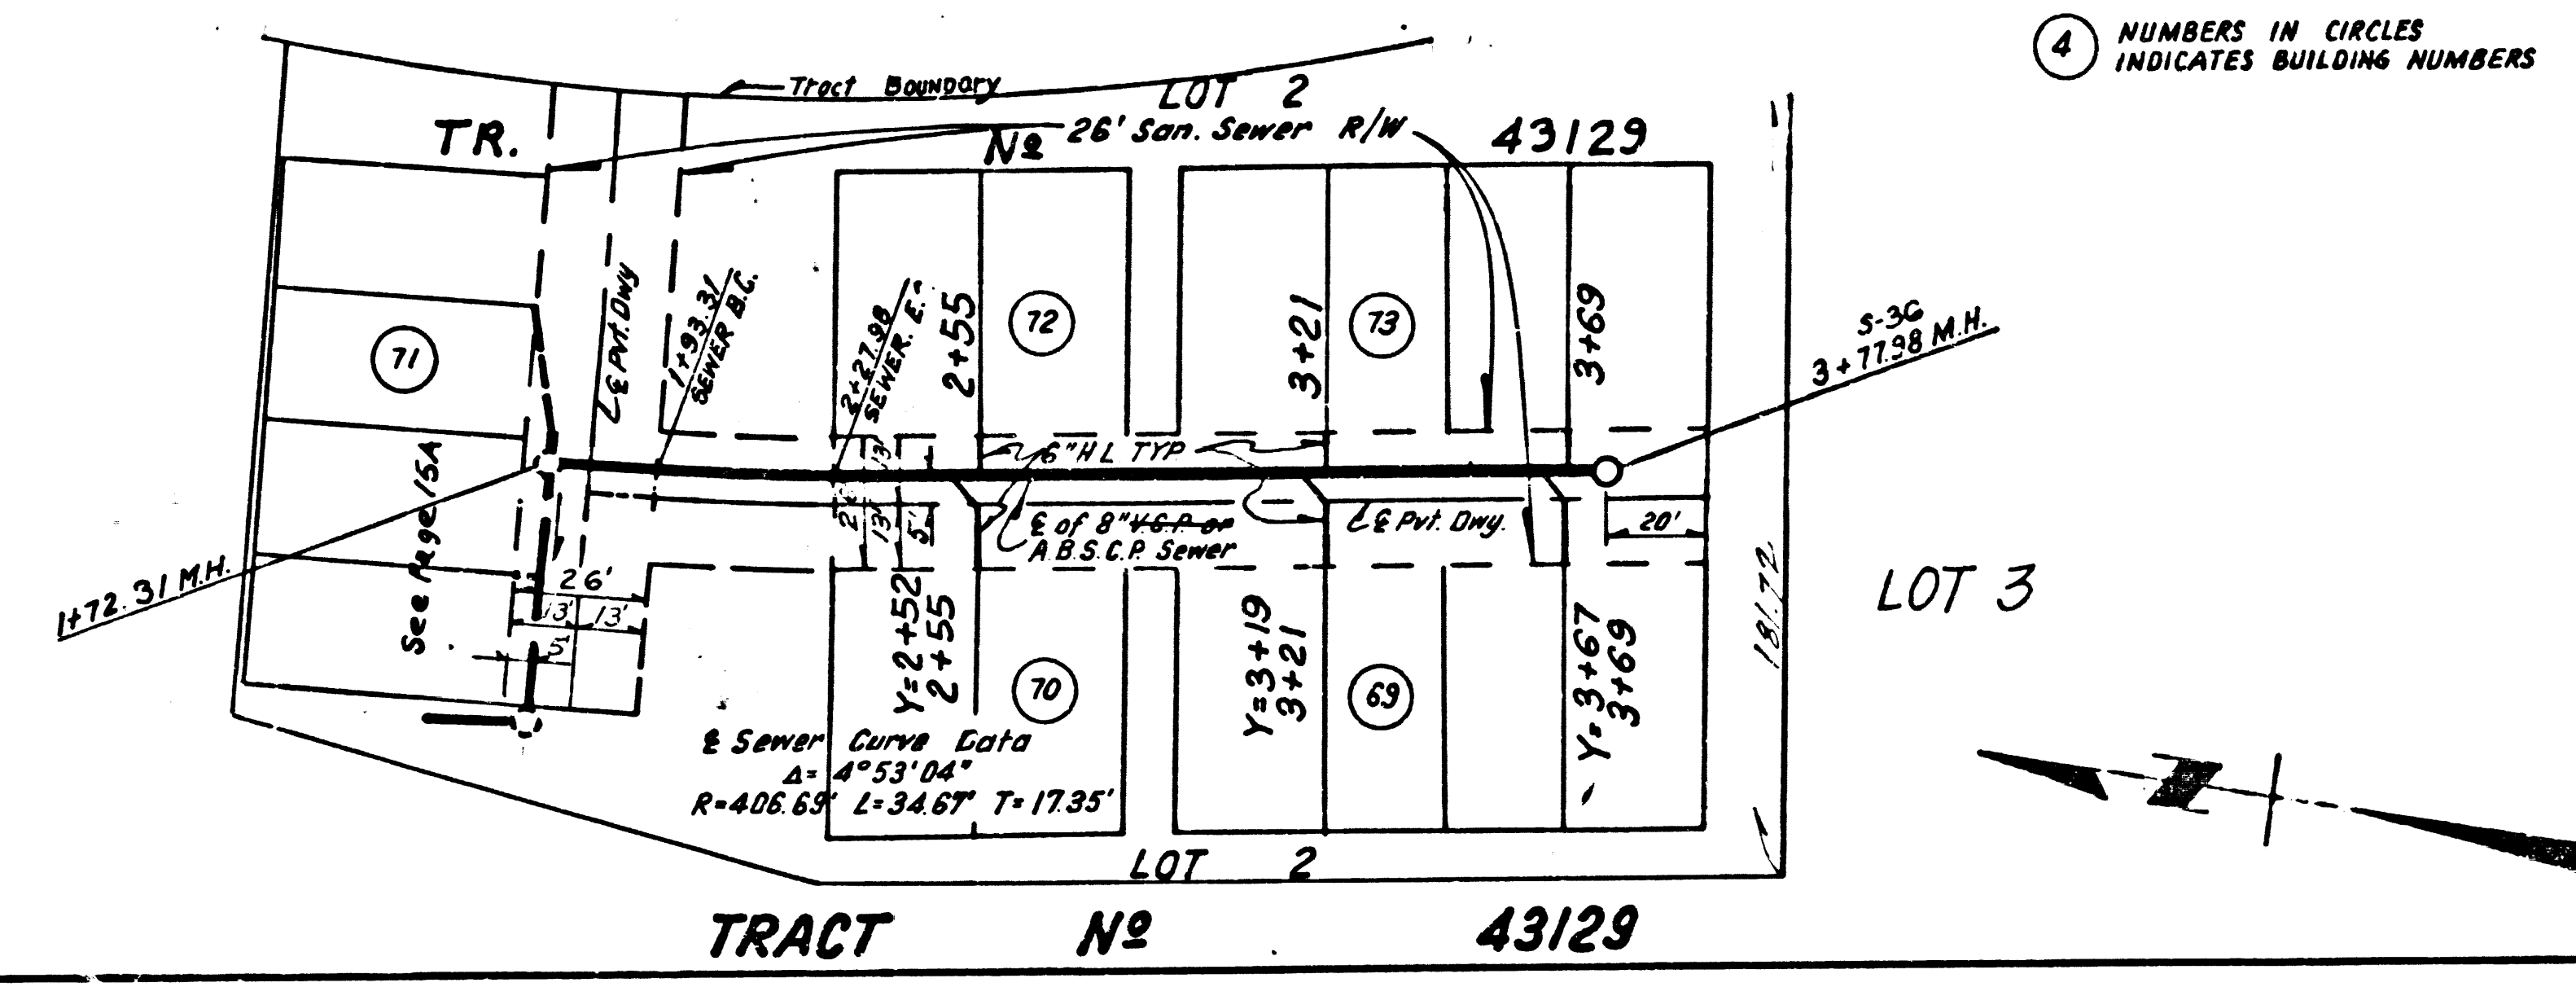 4 NUMBERS IN CIRCLES
INDICATES BUILDING NUMBERS
Tract Boundary
LOT 2
TR.
Nº
26' San. Sewer R/W
43129
℄ Pvt. Dwy
1+93.31
SEWER B.C.
2+27.98
2+55
72
3+21
73
3+69
S-36
3+77.98 M.H.
71
See Page 15A
1+72.31 M.H.
6" H L TYP
13'
13'
5'
℄ of 8" V.C.P. or
A.B.S.C.P. Sewer
℄ Pvt. Dwy.
20'
26'
13' 13'
5'
Y=2+52
2+55
70
Y=3+19
3+21
69
Y=3+67
3+69
181.72
LOT 3
℄ Sewer Curve Data
Δ= 4°53'04"
R=406.69' L=34.67' T=17.35'
LOT 2
N
TRACT Nº 43129